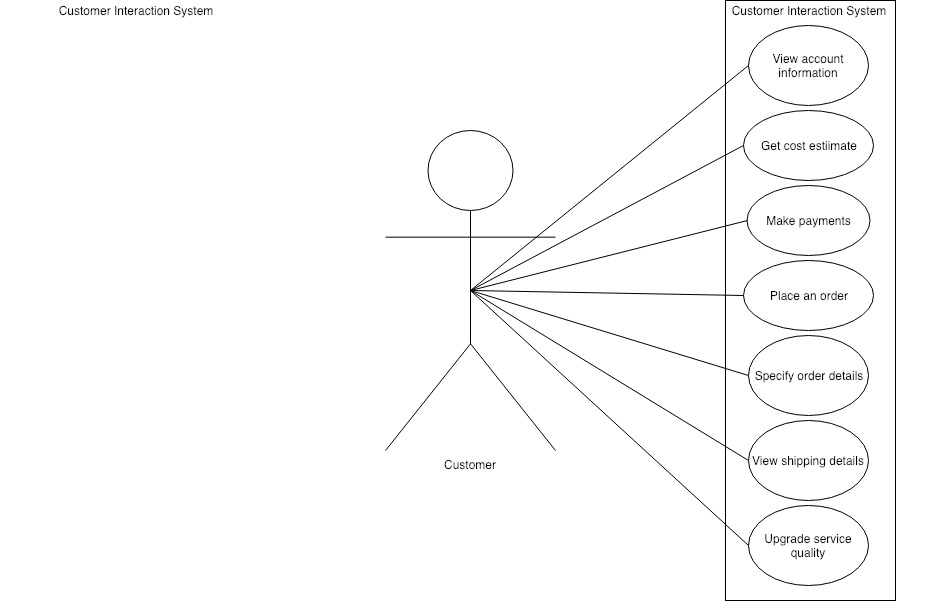 Customer Interaction System
Customer Interaction System
View account
information
Get cost estiimate
Make payments
Place an order
Specify order details
View shipping details
Upgrade service
quality
Customer